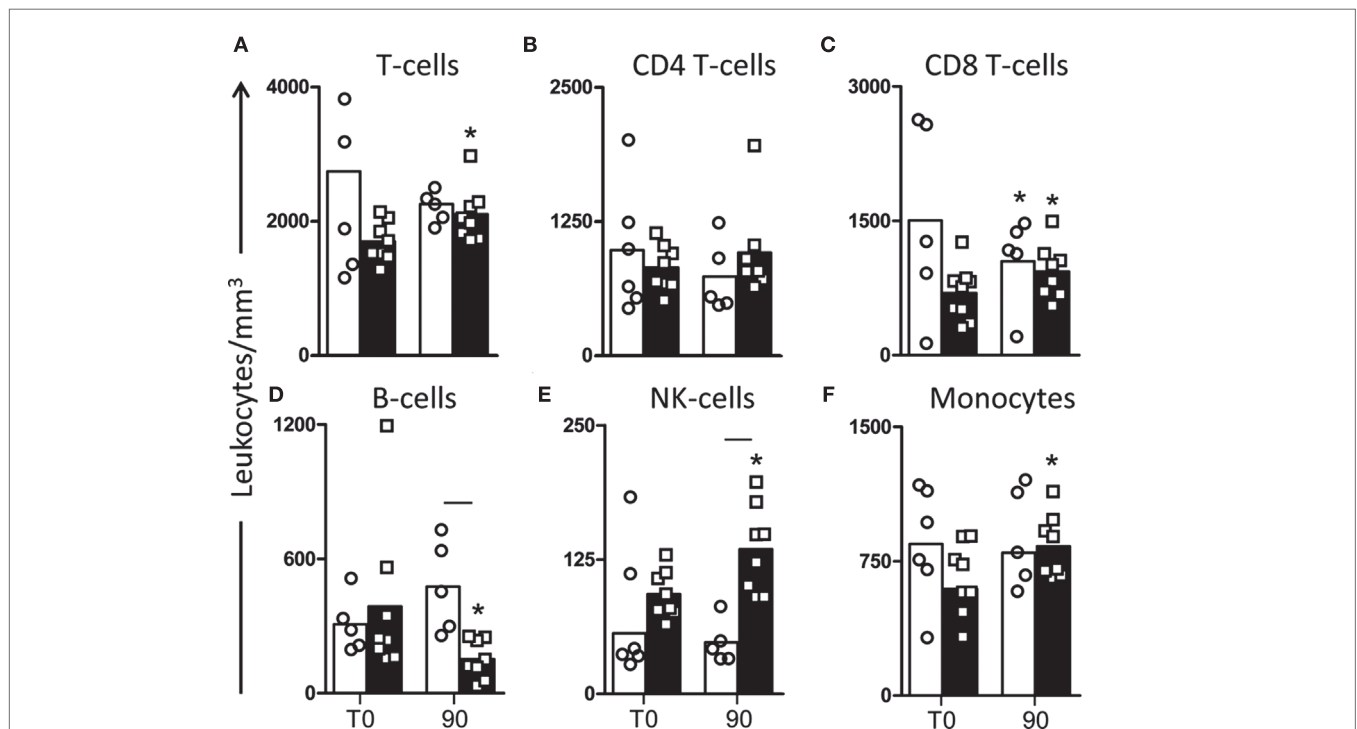 A
B
C
T-cells
CD4 T-cells
CD8 T-cells
4000
2000
0
*
2500
1250
0
3000
1500
0
*
*
Leukocytes/mm³
D
E
F
B-cells
NK-cells
Monocytes
1200
600
0
*
T0
90
250
125
0
*
T0
90
1500
750
0
*
T0
90